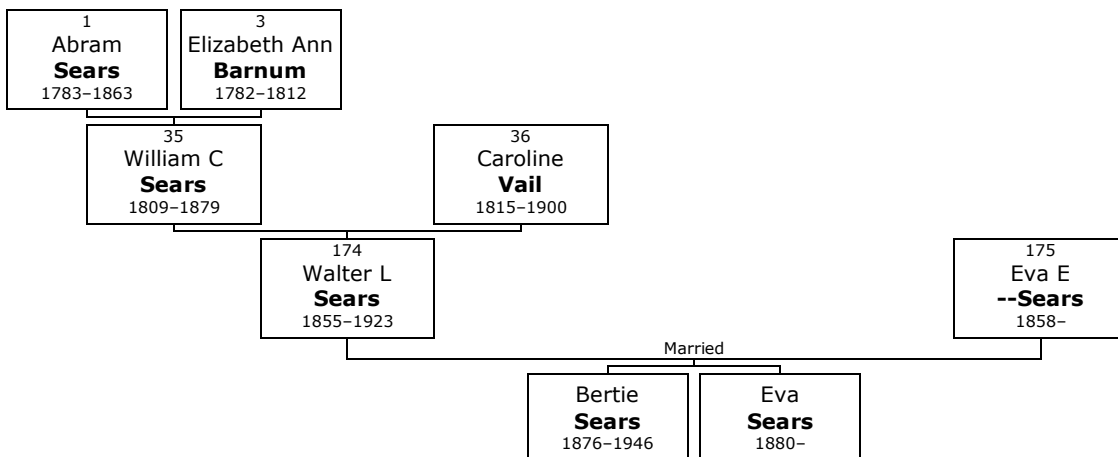 1
Abram
Sears
1783–1863
3
Elizabeth Ann
Barnum
1782–1812
35
William C
Sears
1809–1879
36
Caroline
Vail
1815–1900
174
Walter L
Sears
1855–1923
175
Eva E
--Sears
1858–
Married
Bertie
Sears
1876–1946
Eva
Sears
1880–